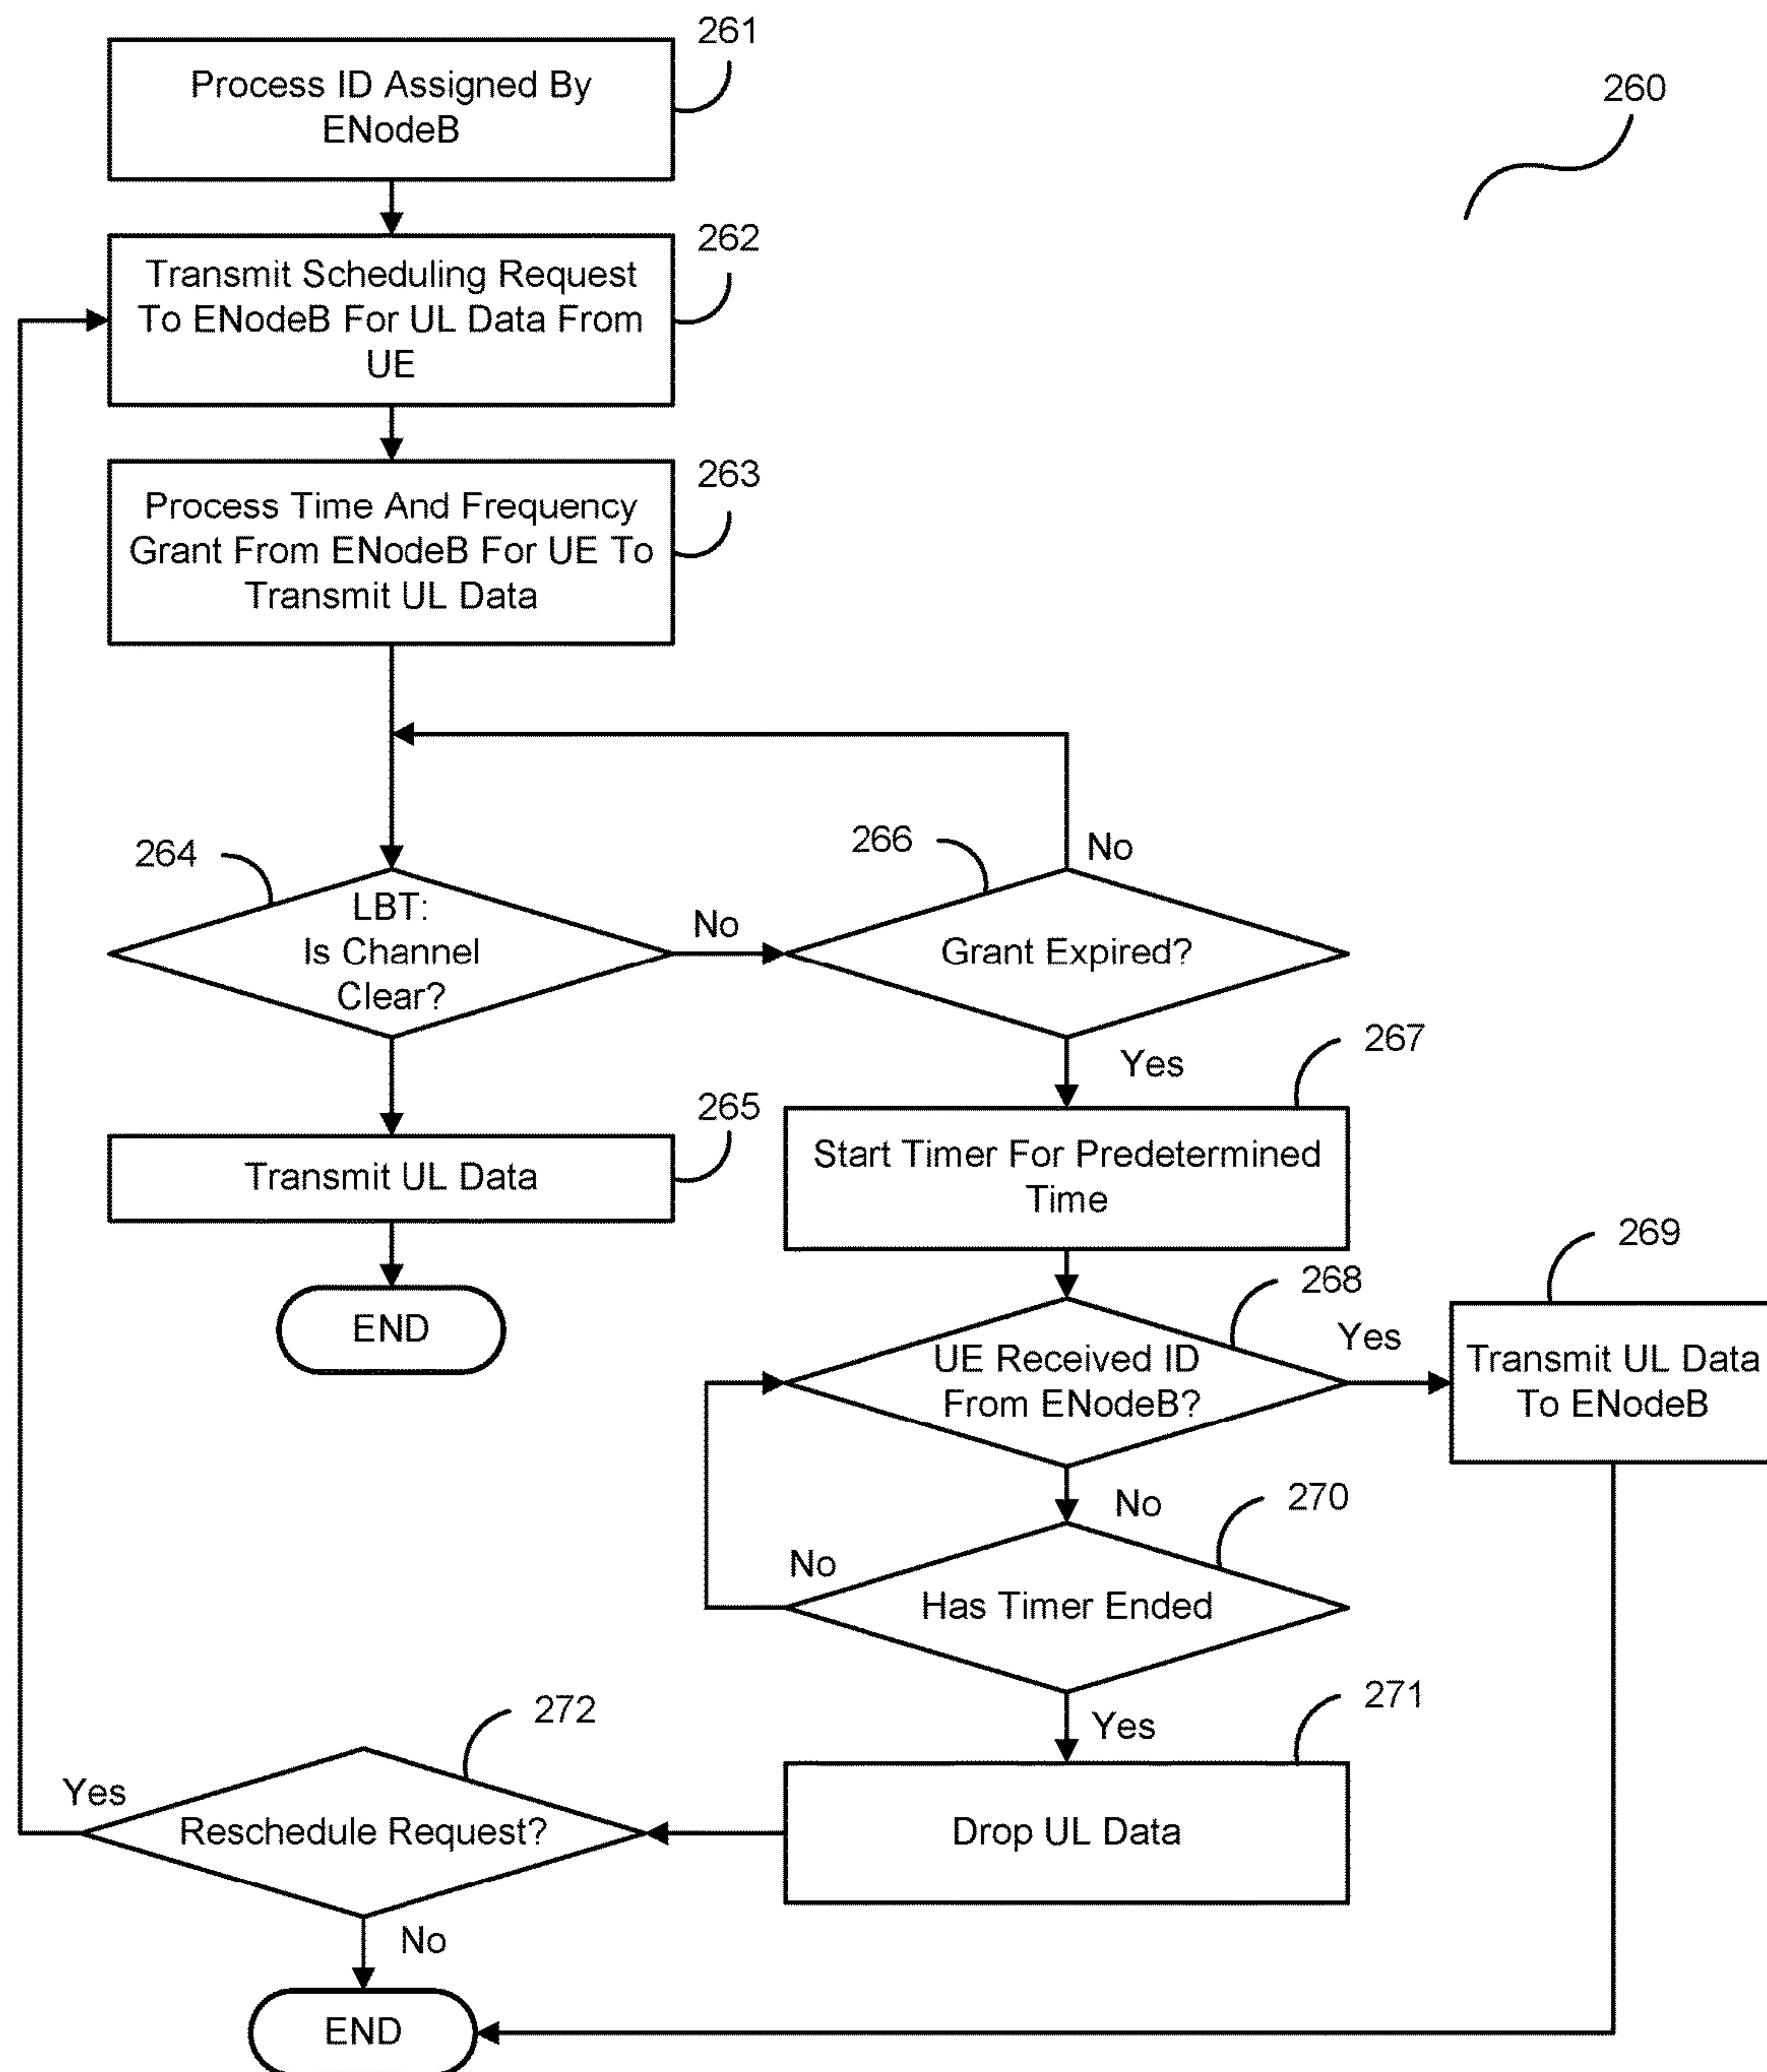 261
Process ID Assigned By
ENodeB
260
262
Transmit Scheduling Request
To ENodeB For UL Data From
UE
263
Process Time And Frequency
Grant From ENodeB For UE To
Transmit UL Data
264
LBT:
Is Channel
Clear?
No
266
No
Grant Expired?
Yes
265
Transmit UL Data
END
267
Start Timer For Predetermined
Time
268
UE Received ID
From ENodeB?
Yes
269
Transmit UL Data
To ENodeB
No
270
No
Has Timer Ended
Yes
271
Drop UL Data
272
Yes
Reschedule Request?
No
END